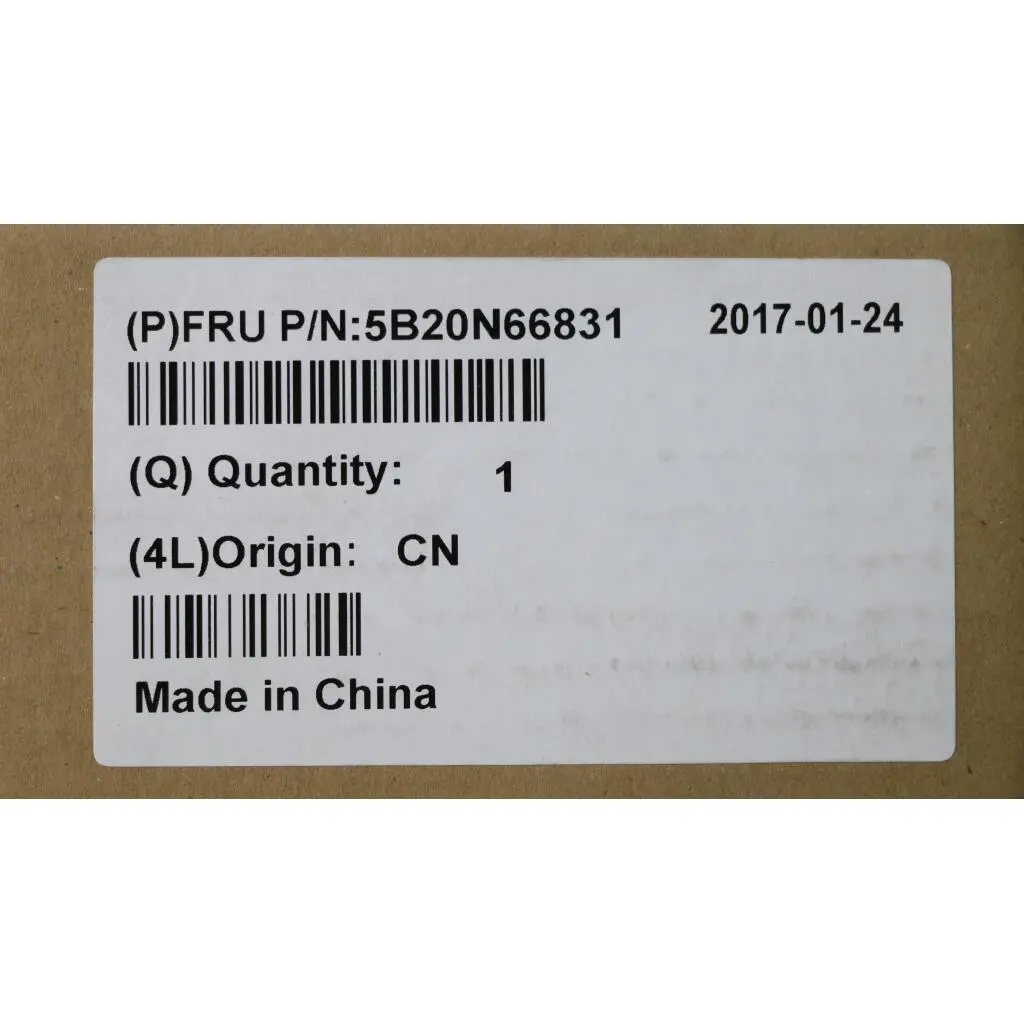 (P)FRU P/N:5B20N66831 2017-01-24
(Q) Quantity: 1
(4L)Origin: CN
Made in China